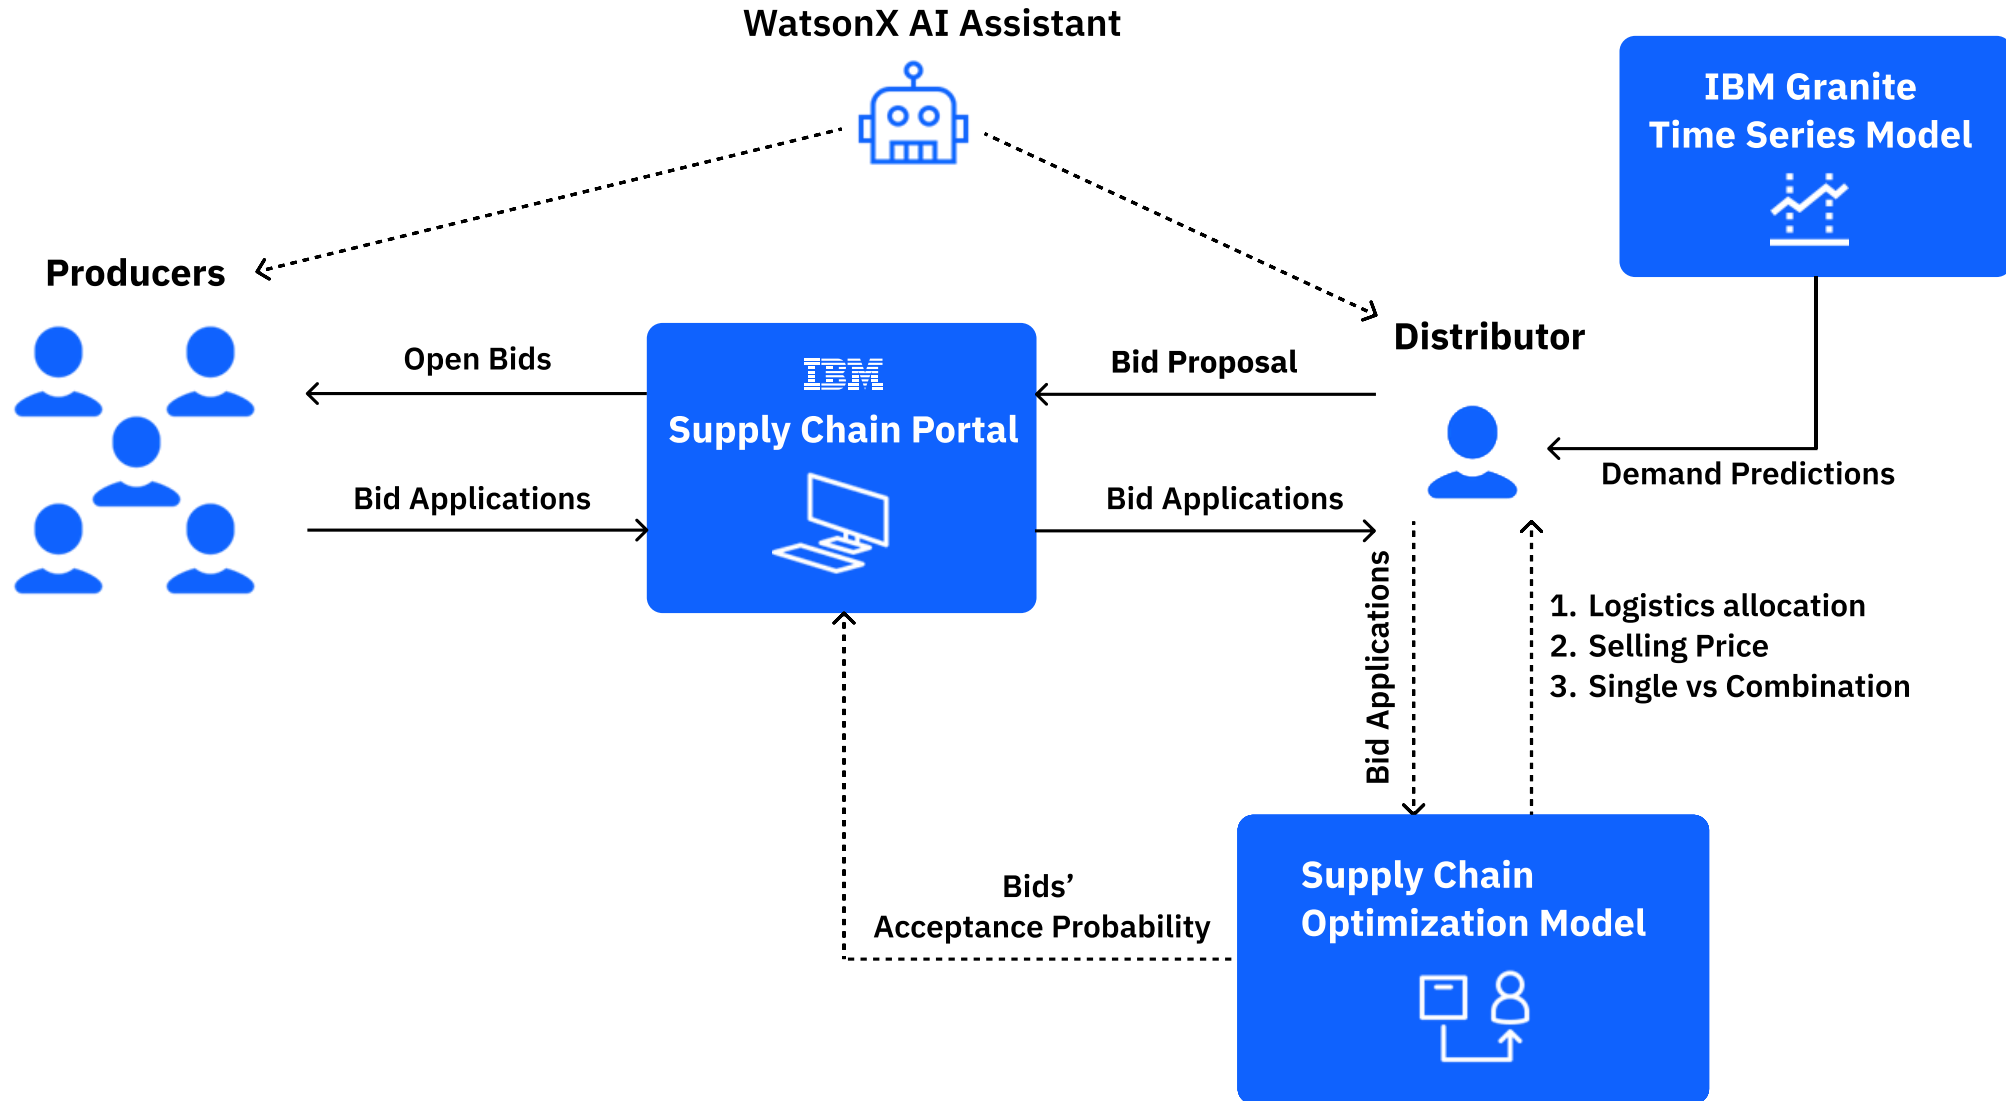 WatsonX AI Assistant
IBM Granite
Time Series Model
Producers
Distributor
Open Bids
IBM
Supply Chain Portal
Bid Proposal
Demand Predictions
Bid Applications
Bid Applications
Bid Applications
1. Logistics allocation
2. Selling Price
3. Single vs Combination
Bids’
Acceptance Probability
Supply Chain
Optimization Model